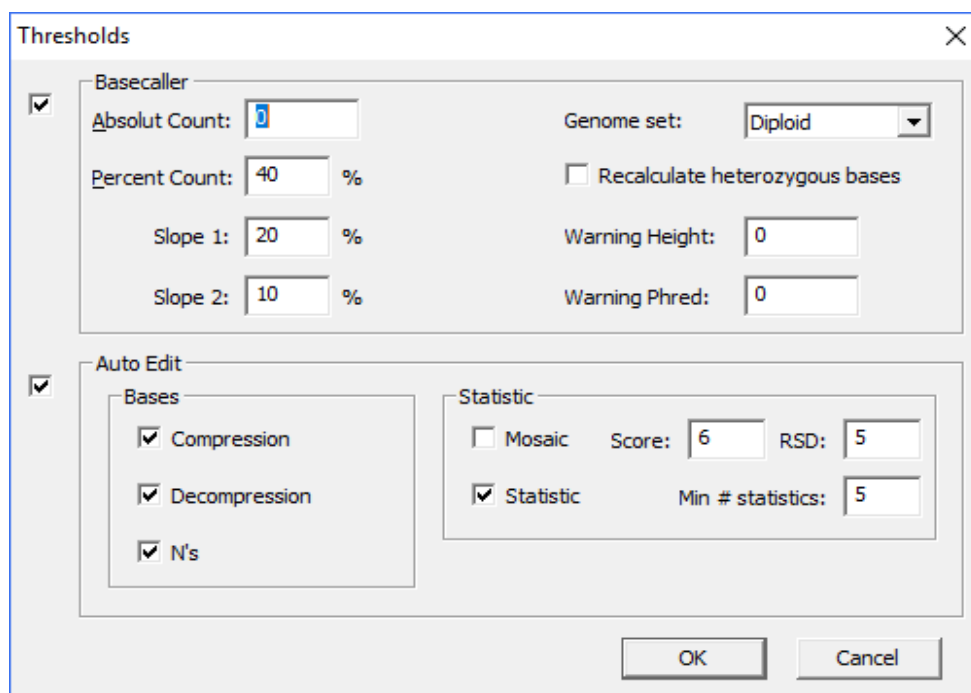 Thresholds
Basecaller
Absolut Count: 0 Genome set: Diploid
Percent Count: 40 % Recalculate heterozygous bases
Slope 1: 20 % Warning Height: 0
Slope 2: 10 % Warning Phred: 0
Auto Edit
Bases Statistic
Compression Mosaic Score: 6 RSD: 5
Decompression Statistic Min # statistics: 5
N's
OK Cancel